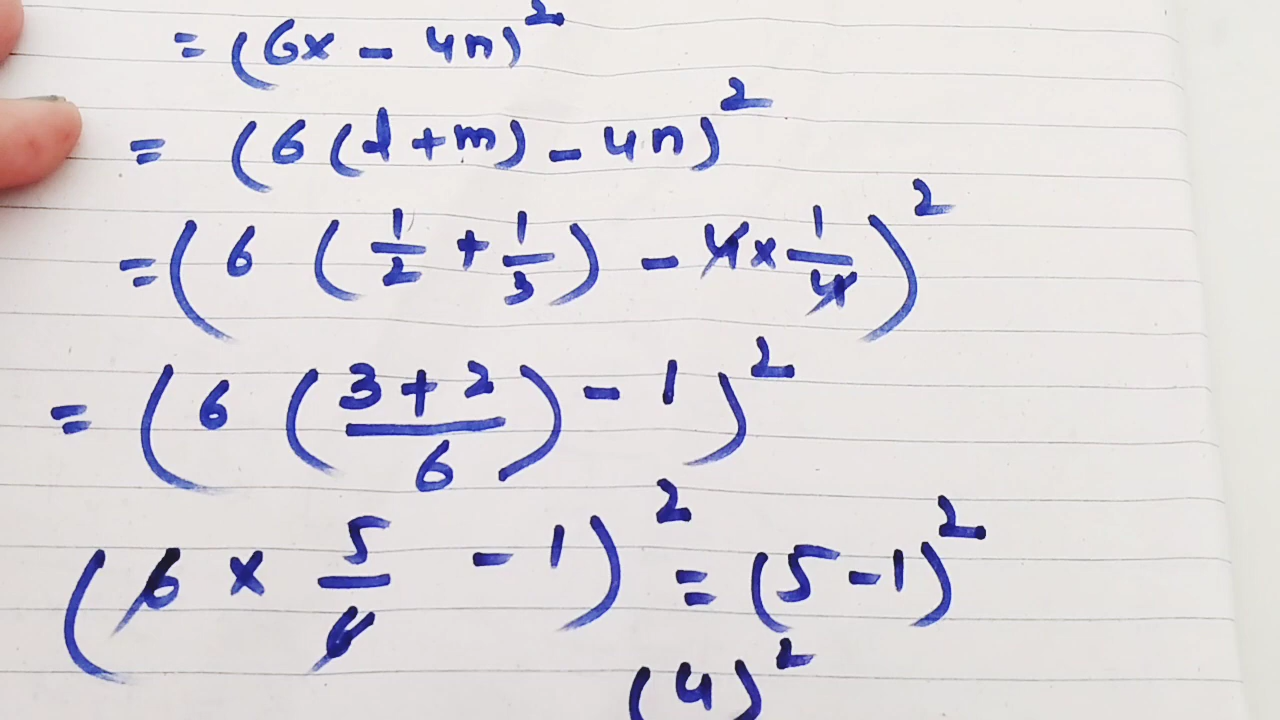 = (6x - 4n)²
= (6(l+m) - 4n)²
= (6 (1/2 + 1/3) - 4 x 1/4)²
= (6 (3+2/6) - 1)²
(6 x 5/6 - 1)² = (5-1)²
(4)²